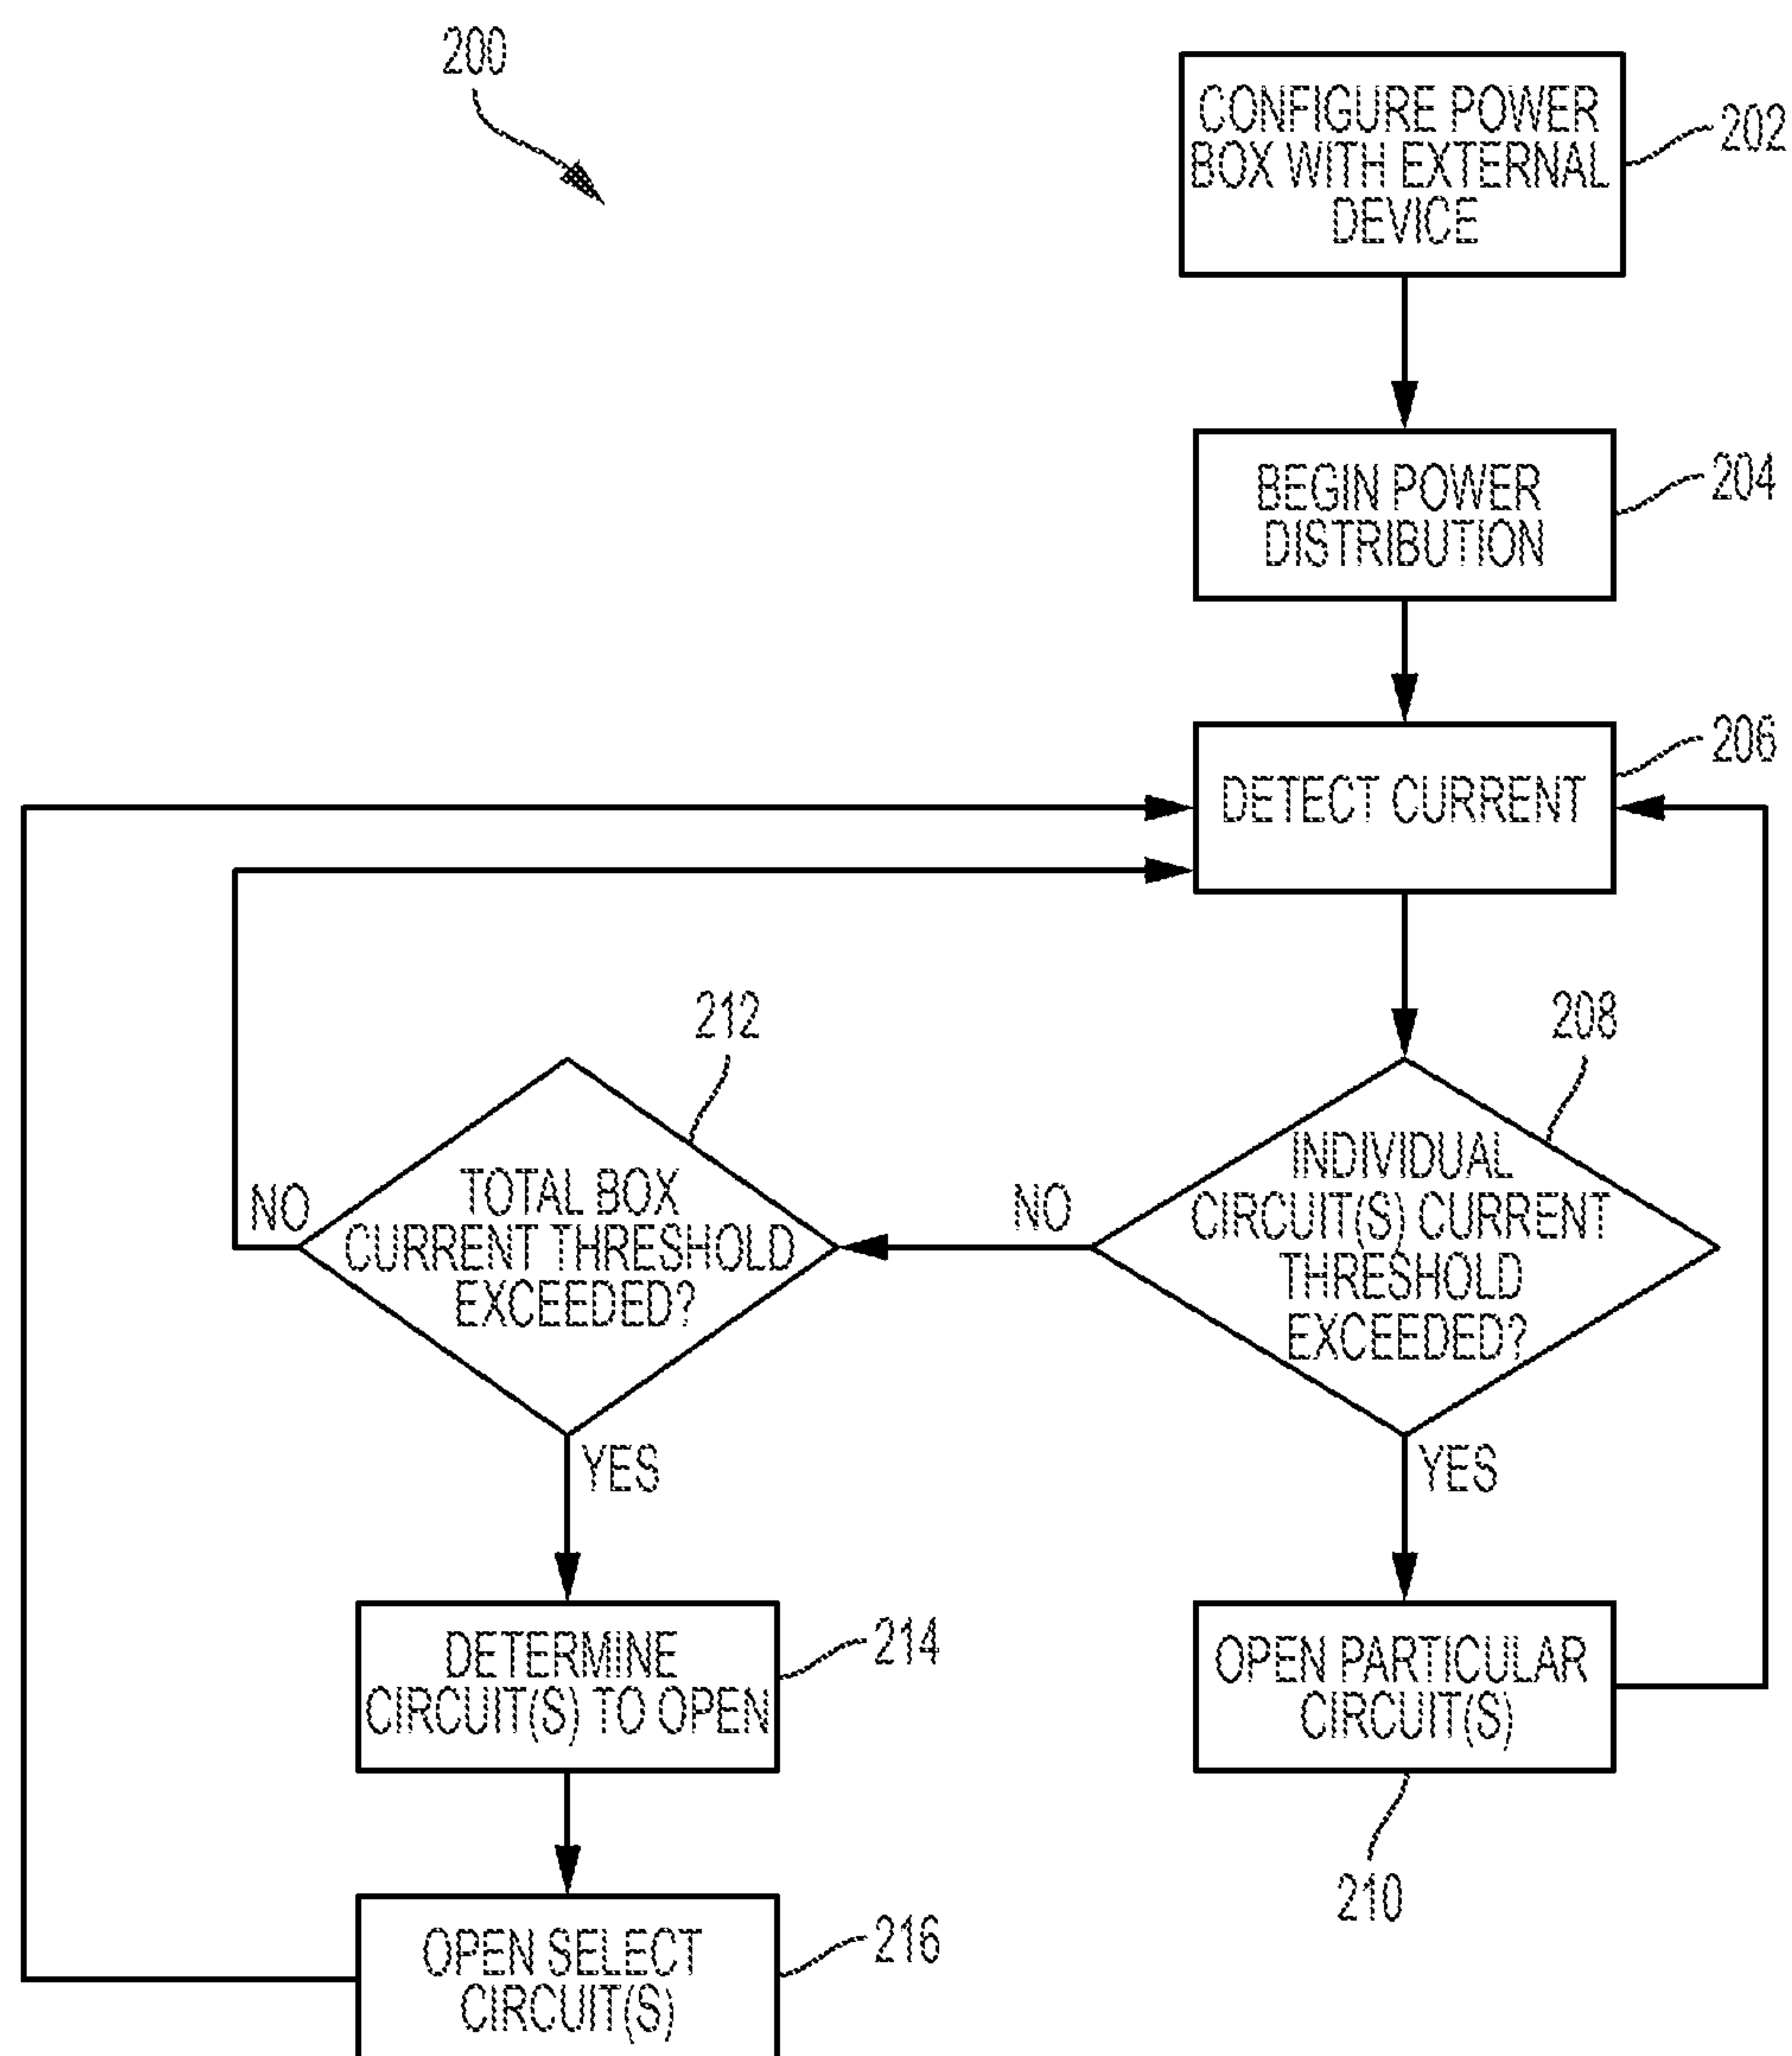 200
CONFIGURE POWER
BOX WITH EXTERNAL
DEVICE
202
BEGIN POWER
DISTRIBUTION
204
DETECT CURRENT
206
212
208
TOTAL BOX
CURRENT THRESHOLD
EXCEEDED?
NO
YES
INDIVIDUAL
CIRCUIT(S) CURRENT
THRESHOLD
EXCEEDED?
NO
YES
DETERMINE
CIRCUIT(S) TO OPEN
214
OPEN PARTICULAR
CIRCUIT(S)
210
OPEN SELECT
CIRCUIT(S)
216